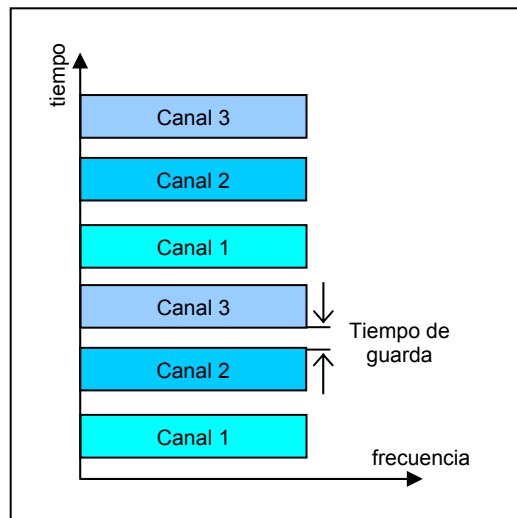 tiempo
Canal 3
Canal 2
Canal 1
Canal 3
Tiempo de
guarda
Canal 2
Canal 1
frecuencia